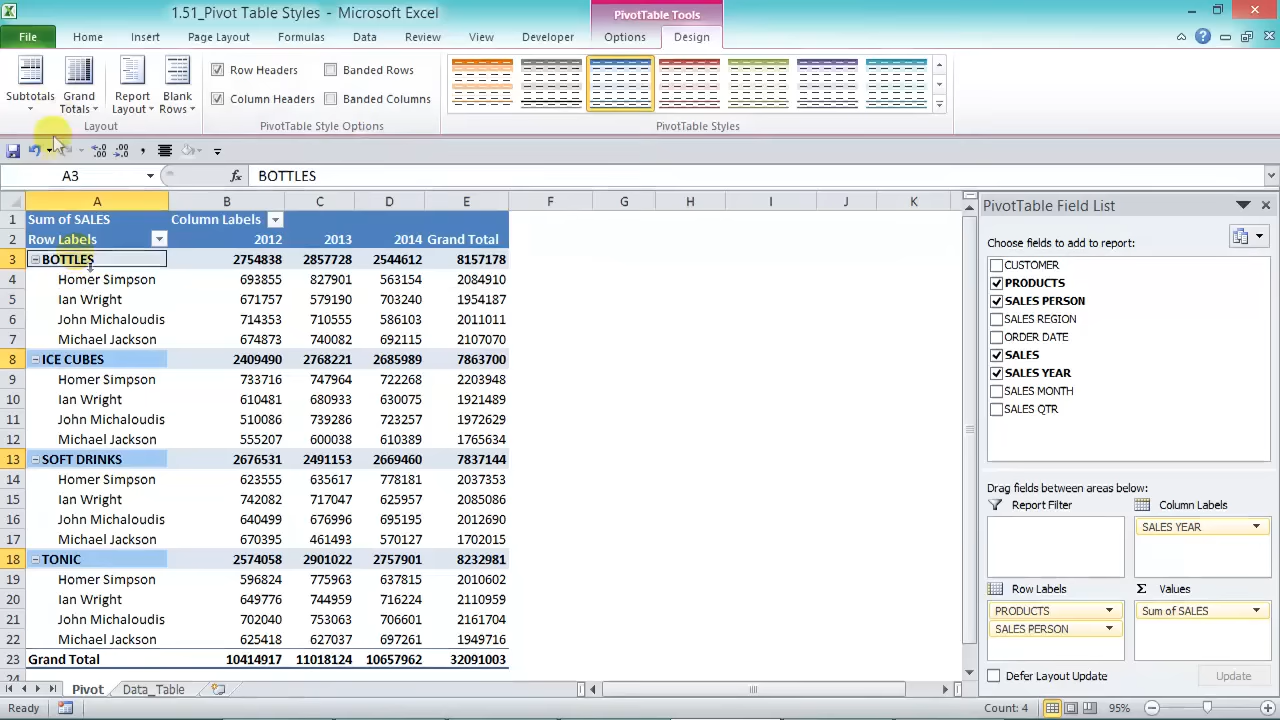 1.51_Pivot Table Styles - Microsoft Excel
PivotTable Tools
File Home Insert Page Layout Formulas Data Review View Developer Options Design
Subtotals
Grand Totals
Report Layout
Blank Rows
Row Headers
Banded Rows
Column Headers
Banded Columns
Layout
PivotTable Style Options
PivotTable Styles
A3
fx
BOTTLES
A B C D E F G H I J K
1 Sum of SALES Column Labels
2 Row Labels 2012 2013 2014 Grand Total
3 BOTTLES 2754838 2857728 2544612 8157178
4 Homer Simpson 693855 827901 563154 2084910
5 Ian Wright 671757 579190 703240 1954187
6 John Michaloudis 714353 710555 586103 2011011
7 Michael Jackson 674873 740082 692115 2107070
8 ICE CUBES 2409490 2768221 2685989 7863700
9 Homer Simpson 733716 747964 722268 2203948
10 Ian Wright 610481 680933 630075 1921489
11 John Michaloudis 510086 739286 723257 1972629
12 Michael Jackson 555207 600038 610389 1765634
13 SOFT DRINKS 2676531 2491153 2669460 7837144
14 Homer Simpson 623555 635617 778181 2037353
15 Ian Wright 742082 717047 625957 2085086
16 John Michaloudis 640499 676996 695195 2012690
17 Michael Jackson 670395 461493 570127 1702015
18 TONIC 2574058 2901022 2757901 8232981
19 Homer Simpson 596824 775963 637815 2010602
20 Ian Wright 649776 744959 716224 2110959
21 John Michaloudis 702040 753063 706601 2161704
22 Michael Jackson 625418 627037 697261 1949716
23 Grand Total 10414917 11018124 10657962 32091003
24
PivotTable Field List
Choose fields to add to report:
CUSTOMER
PRODUCTS
SALES PERSON
SALES REGION
ORDER DATE
SALES
SALES YEAR
SALES MONTH
SALES QTR
Drag fields between areas below:
Report Filter
Column Labels
SALES YEAR
Row Labels
Σ Values
PRODUCTS
Sum of SALES
SALES PERSON
Defer Layout Update
Update
Pivot Data_Table
Ready
Count: 4
95%